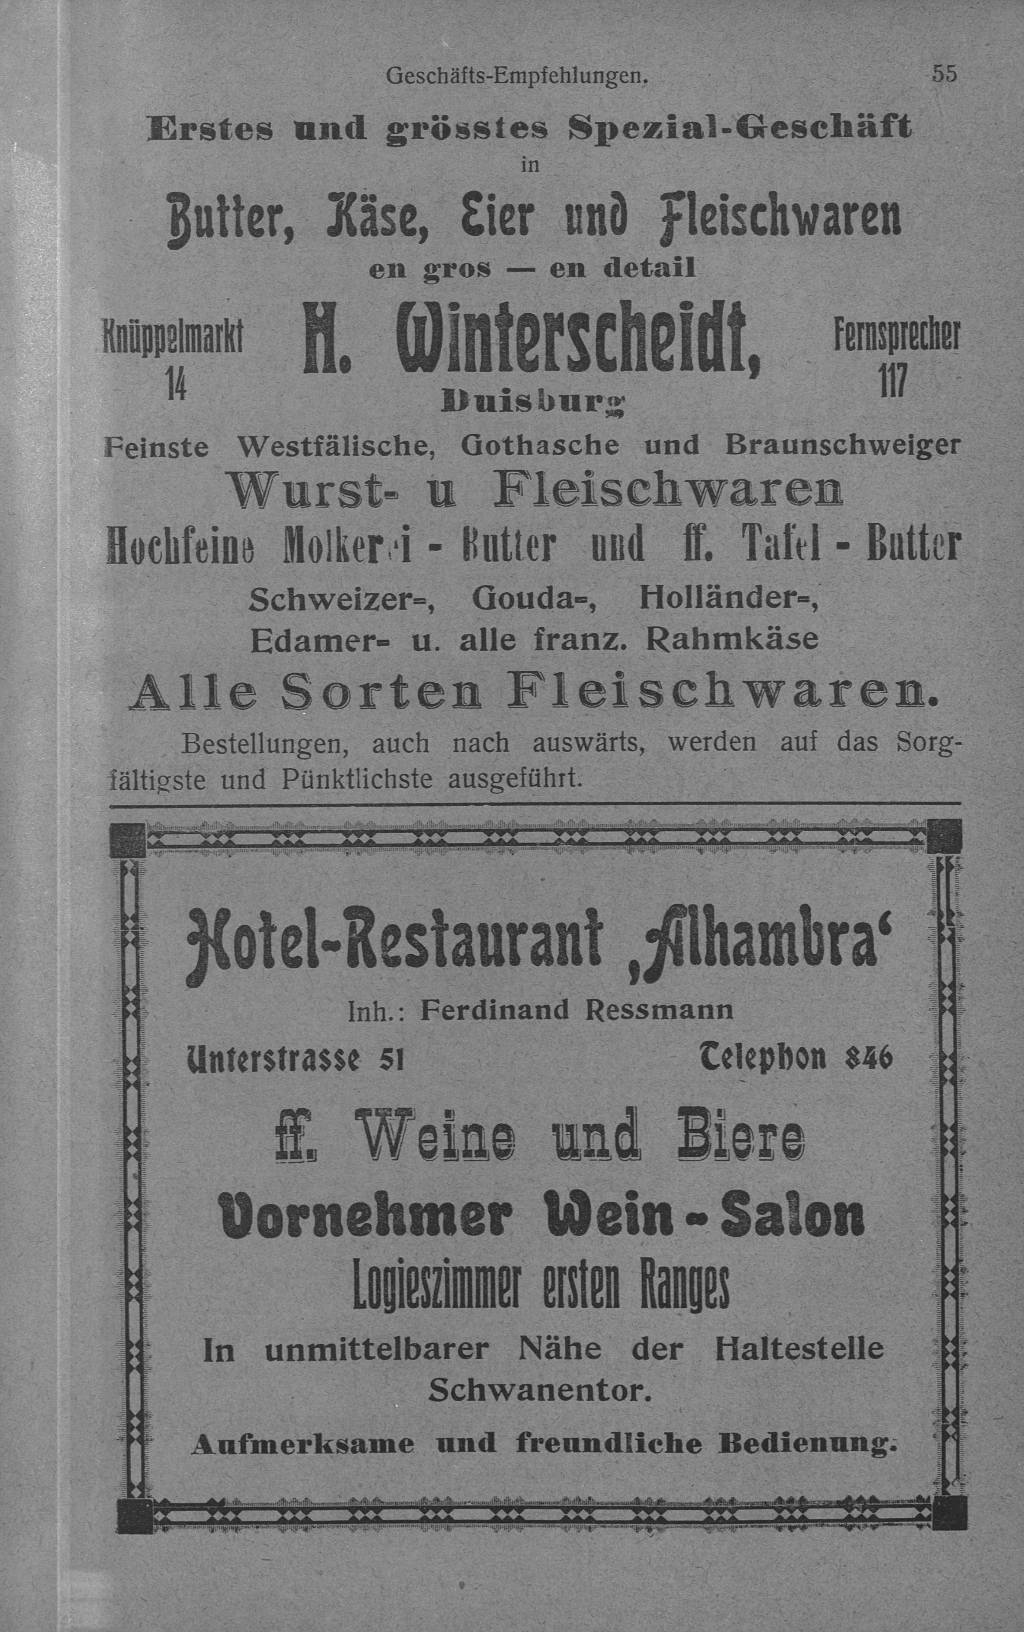 Geschäfts-Empfehlungen. 55
Erstes und grösstes Spezial-Geschäft
in
Butter, Käse, Eier und Fleischwaren
en gros — en detail
Knüppelmarkt
14
H. Winterscheidt,
Fernsprecher
117
Duisburg
Feinste Westfälische, Gothasche und Braunschweiger
Wurst- u Fleischwaren
Hochfeine Molkerei - Butter und ff. Tafel - Butter
Schweizer-, Gouda-, Holländer-,
Edamer- u. alle franz. Rahmkäse
Alle Sorten Fleischwaren.
Bestellungen, auch nach auswärts, werden auf das Sorg-
fältigste und Pünktlichste ausgeführt.
Hotel-Restaurant ‚Alhambra‘
Inh.: Ferdinand Ressmann
Unterstrasse 51 Telephon 846
ff. Weine und Biere
Vornehmer Wein - Salon
Logieszimmer ersten Ranges
In unmittelbarer Nähe der Haltestelle
Schwanentor.
Aufmerksame und freundliche Bedienung.